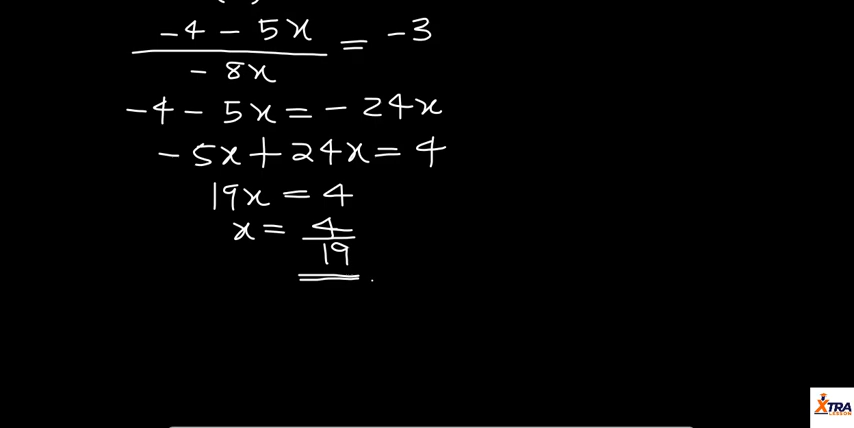 -4 - 5x / -8x = -3
-4 - 5x = -24x
-5x + 24x = 4
19x = 4
x = 4/19
XTRA
LESSON